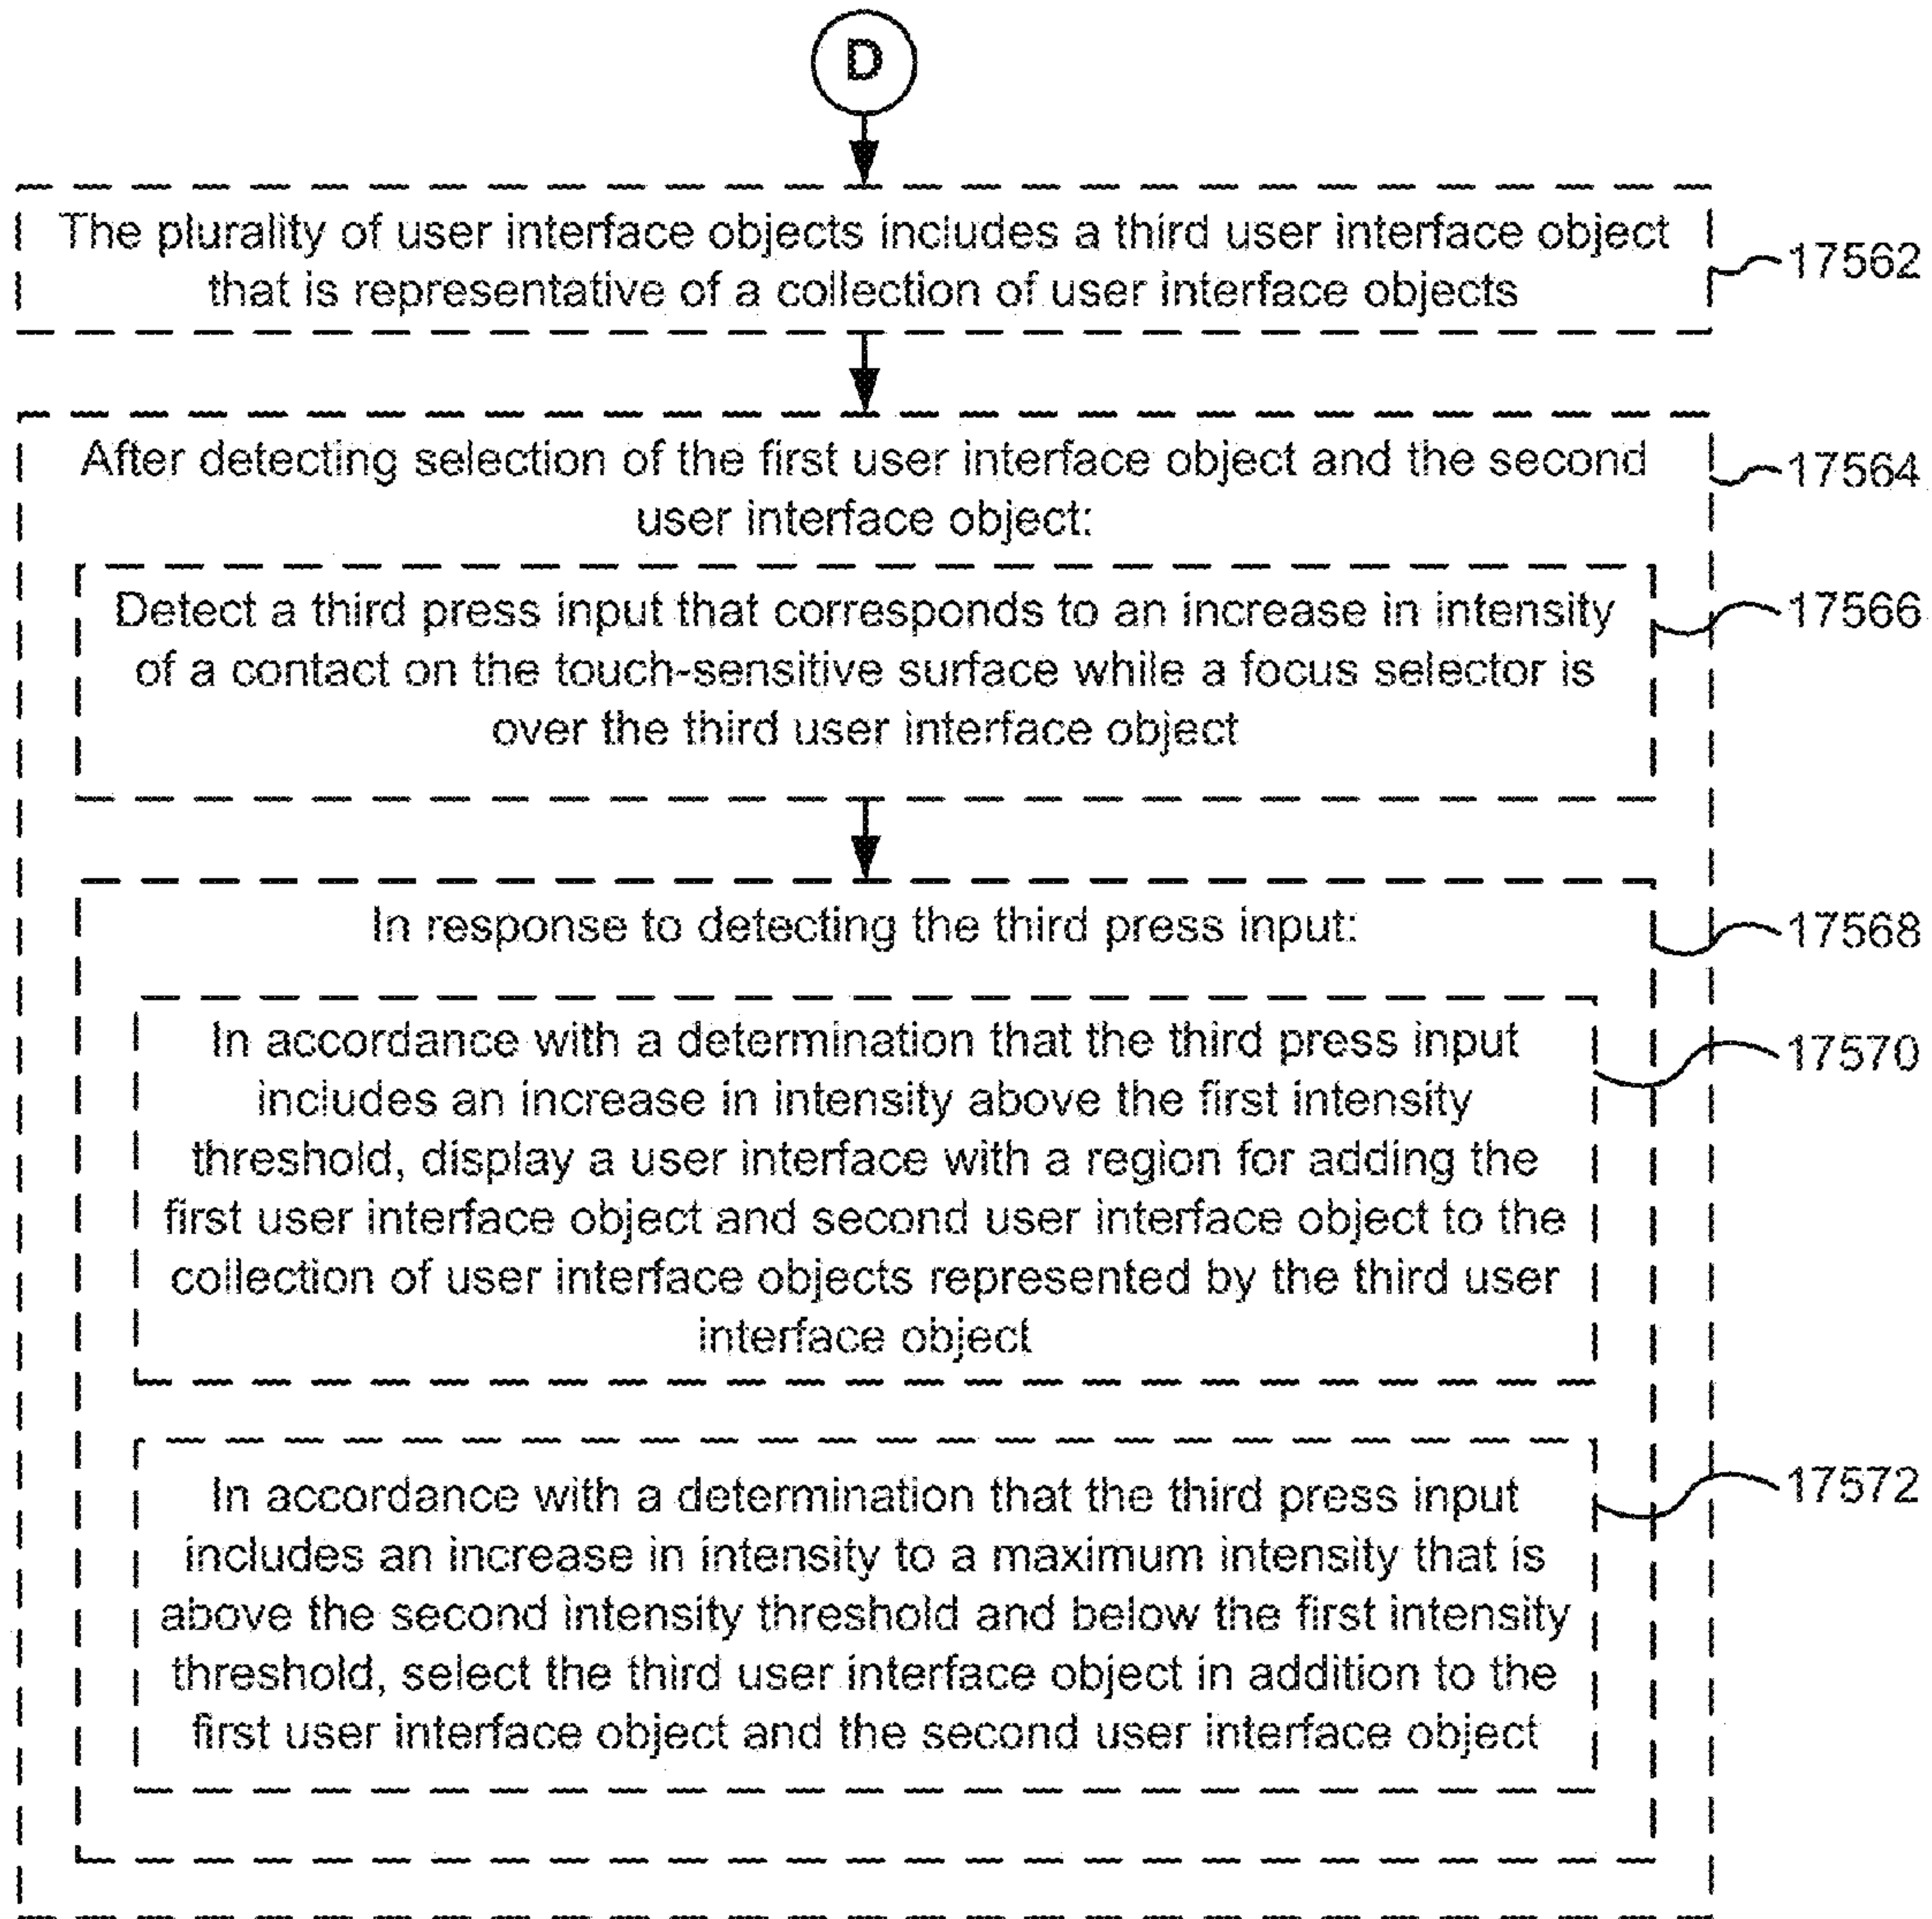 D
The plurality of user interface objects includes a third user interface object
that is representative of a collection of user interface objects
17562
After detecting selection of the first user interface object and the second
user interface object:
17564
Detect a third press input that corresponds to an increase in intensity
of a contact on the touch-sensitive surface while a focus selector is
over the third user interface object
17566
In response to detecting the third press input:
17568
In accordance with a determination that the third press input
includes an increase in intensity above the first intensity
threshold, display a user interface with a region for adding the
first user interface object and second user interface object to the
collection of user interface objects represented by the third user
interface object
17570
In accordance with a determination that the third press input
includes an increase in intensity to a maximum intensity that is
above the second intensity threshold and below the first intensity
threshold, select the third user interface object in addition to the
first user interface object and the second user interface object
17572